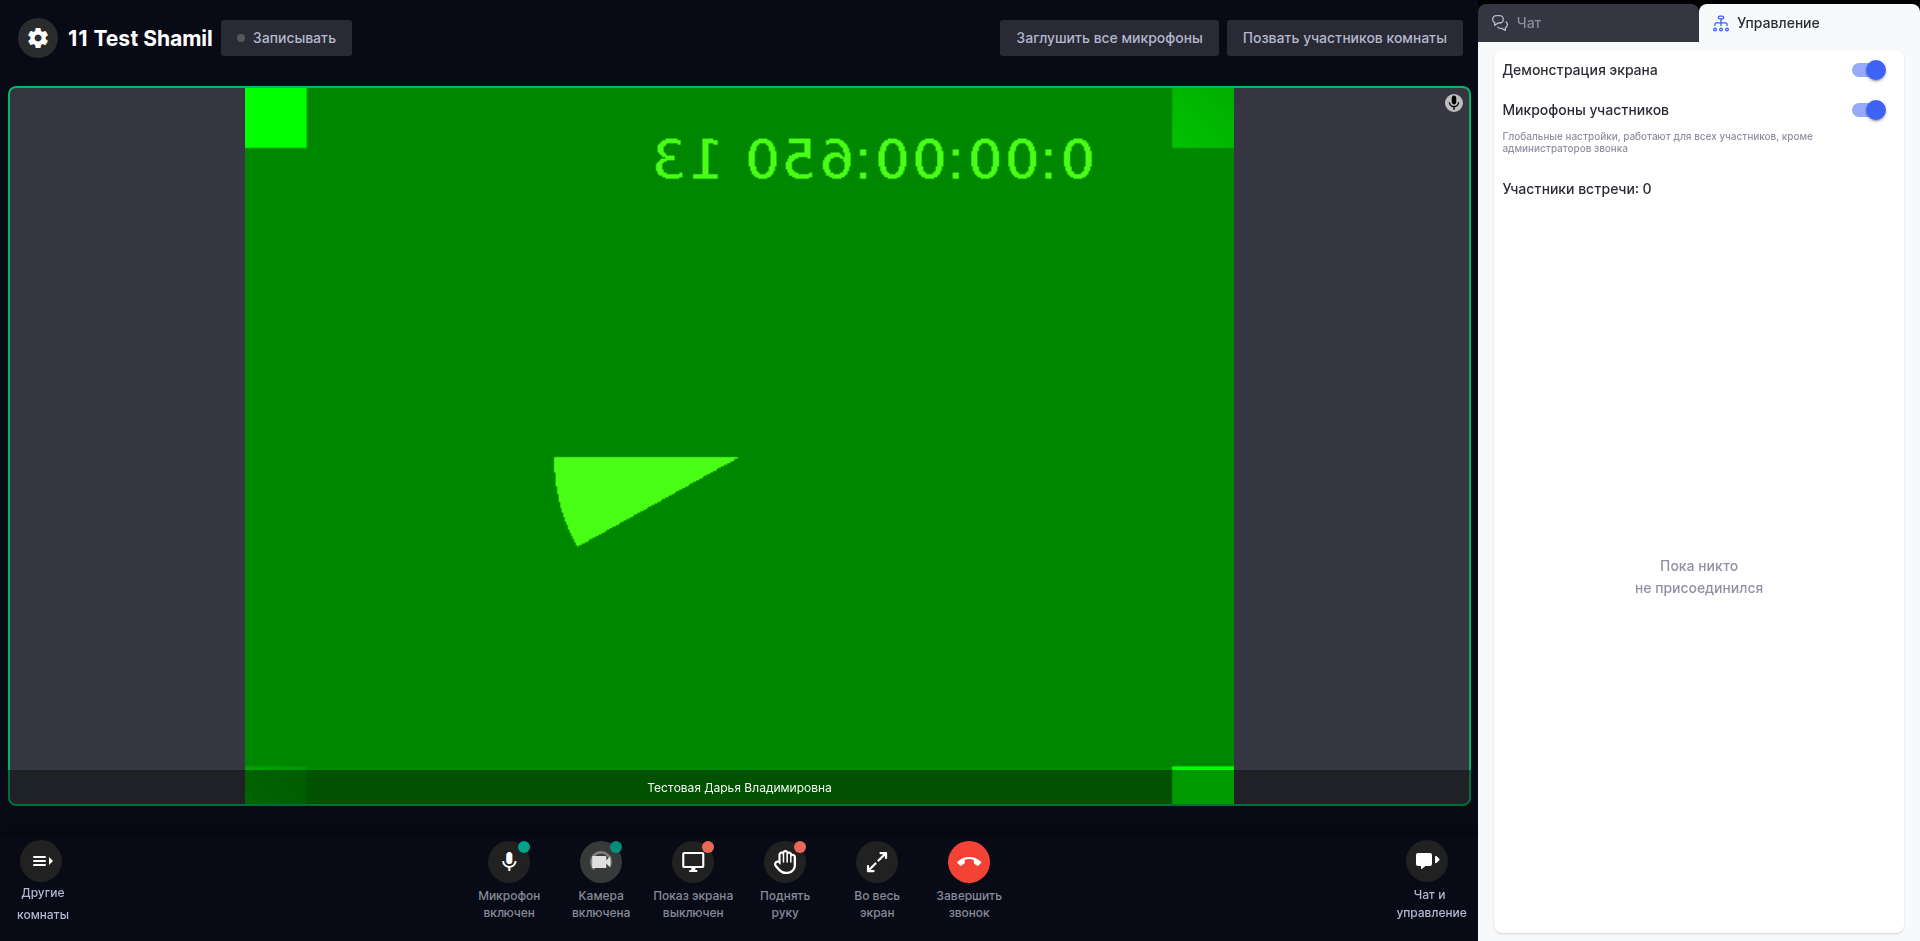 11 Test Shamil
Записывать
Заглушить все микрофоны
Позвать участников комнаты
Чат
Управление
0:00:00:650 13
Демонстрация экрана
Микрофоны участников
Глобальные настройки, работают для всех участников, кроме
администраторов звонка
Участники встречи: 0
Пока никто
не присоединился
Тестовая Дарья Владимировна
Другие
комнаты
Микрофон
включен
Камера
включена
Показ экрана
выключен
Поднять
руку
Во весь
экран
Завершить
звонок
Чат и
управление